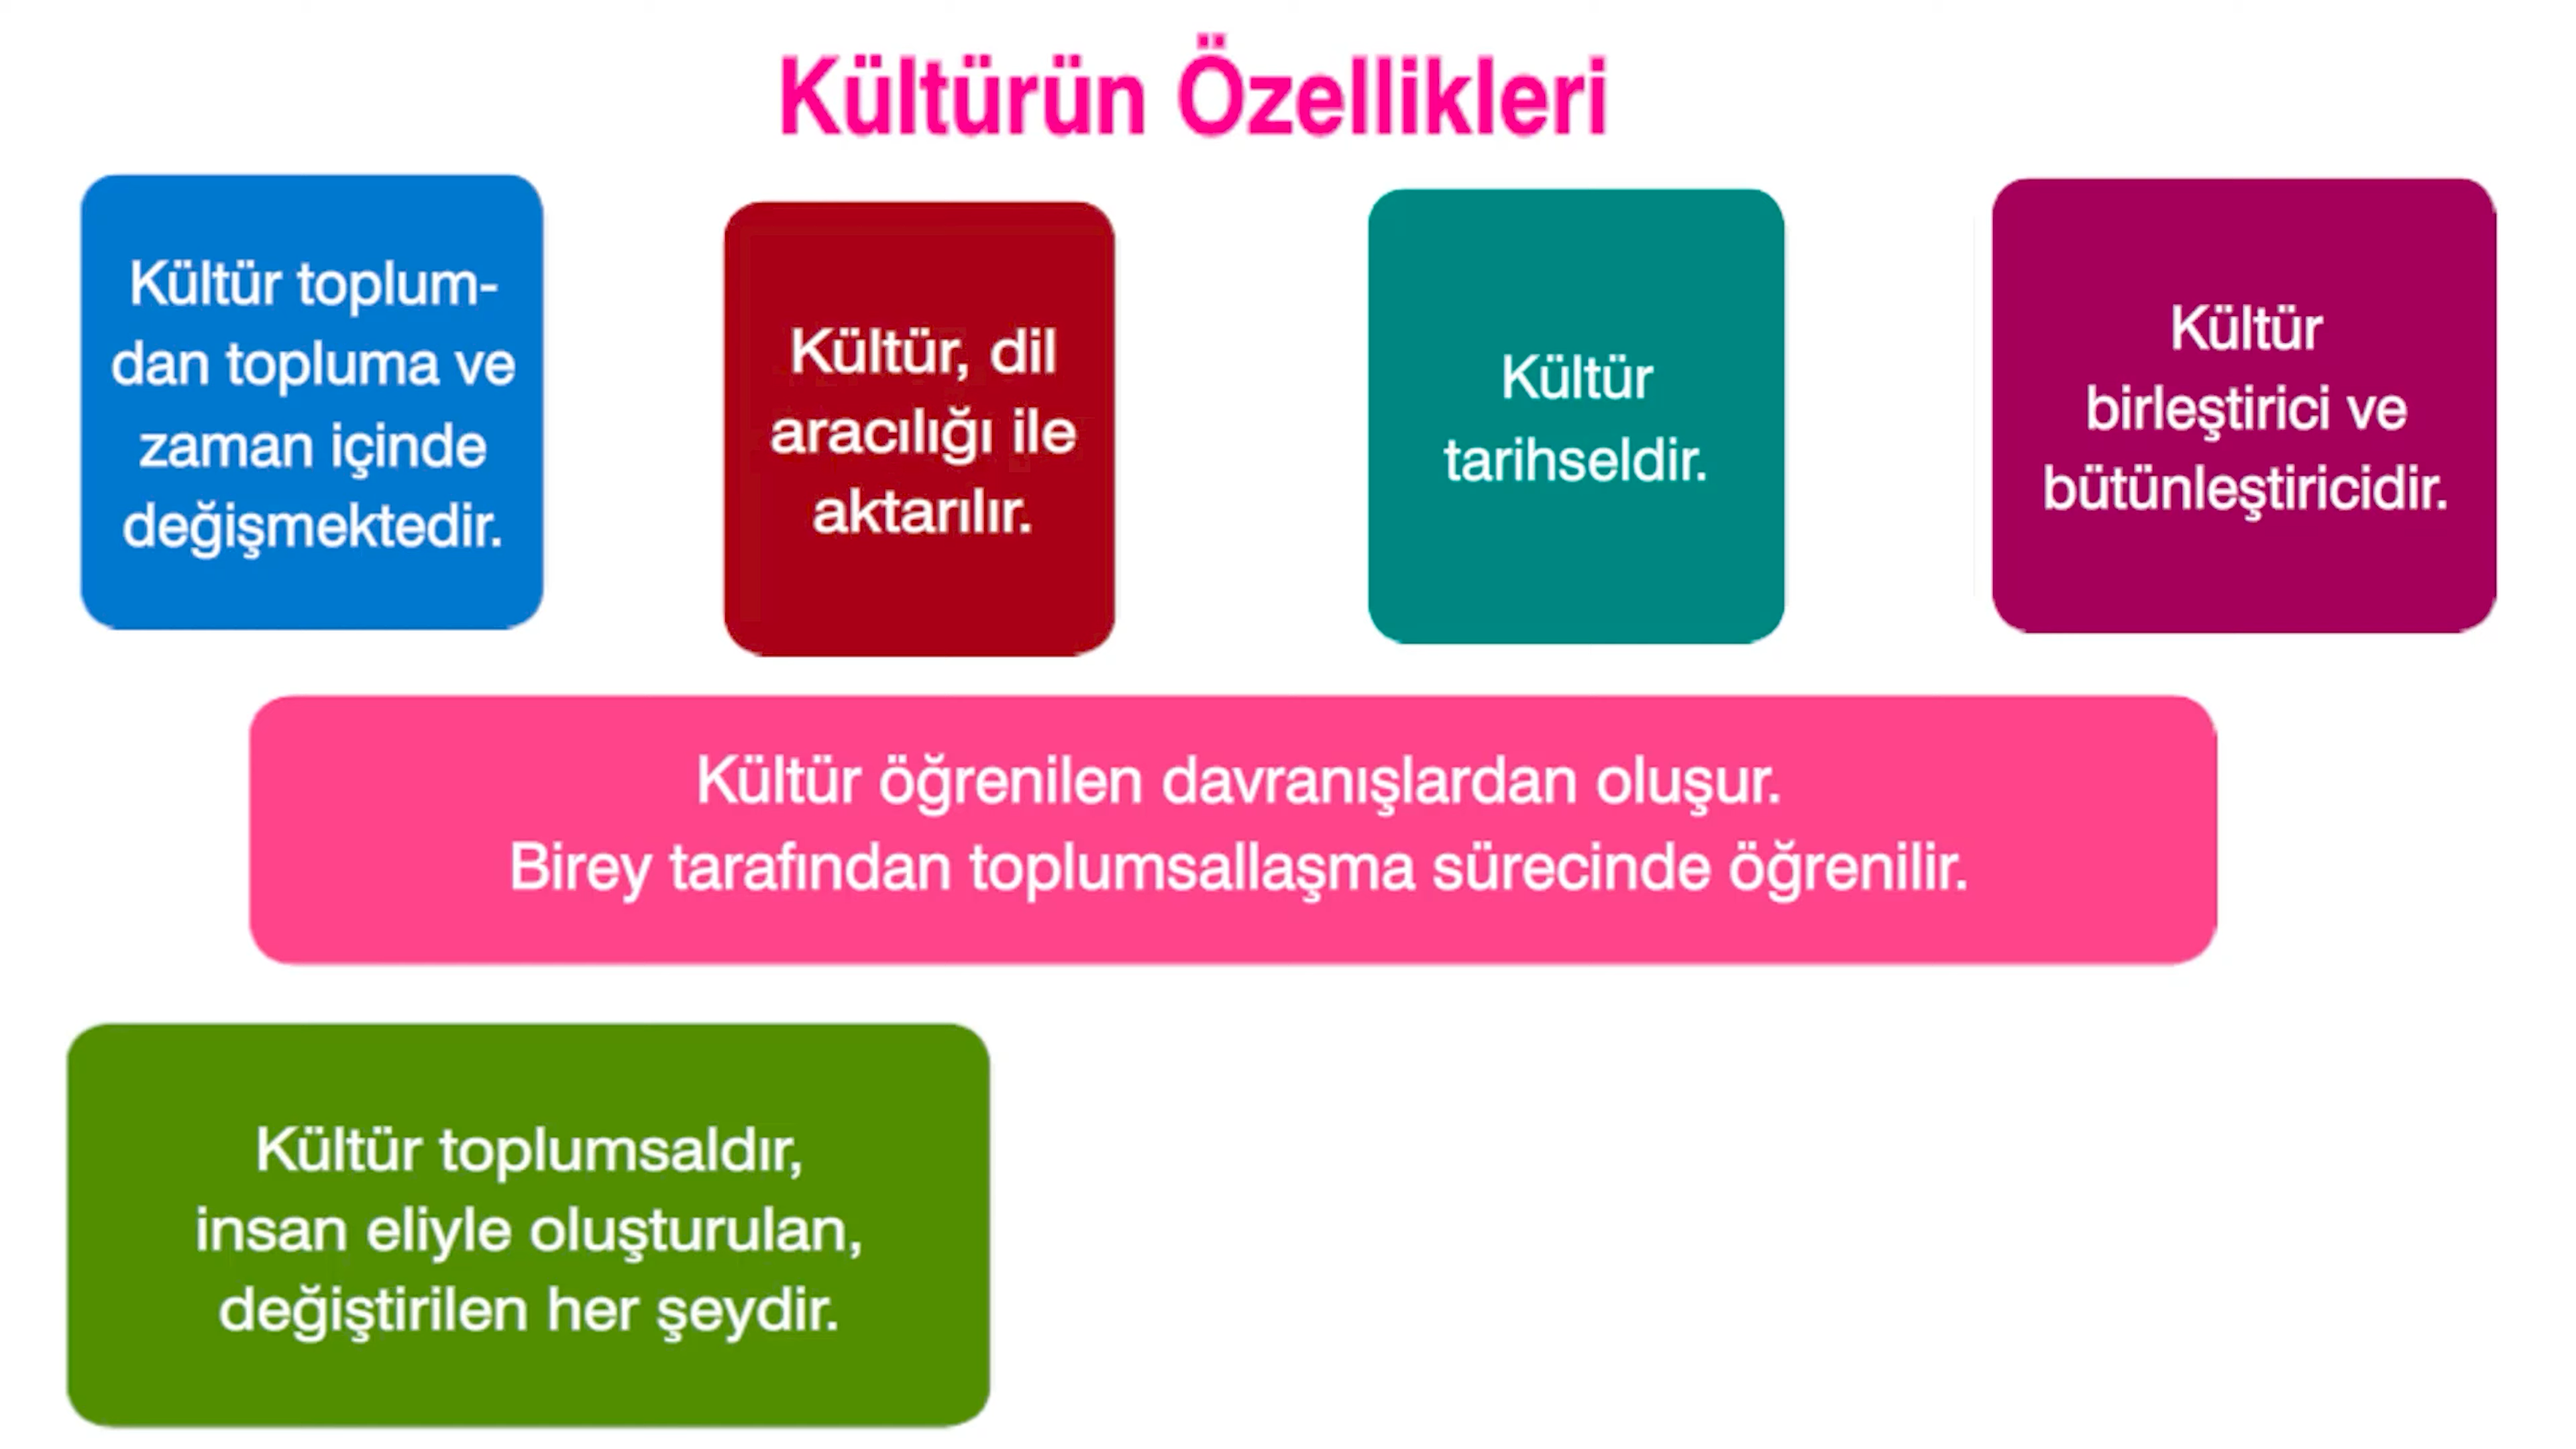 Kültürün Özellikleri
Kültür toplum-
dan topluma ve
zaman içinde
değişmektedir.
Kültür, dil
aracılığı ile
aktarılır.
Kültür
tarihseldir.
Kültür
birleştirici ve
bütünleştiricidir.
Kültür öğrenilen davranışlardan oluşur.
Birey tarafından toplumsallaşma sürecinde öğrenilir.
Kültür toplumsaldır,
insan eliyle oluşturulan,
değiştirilen her şeydir.